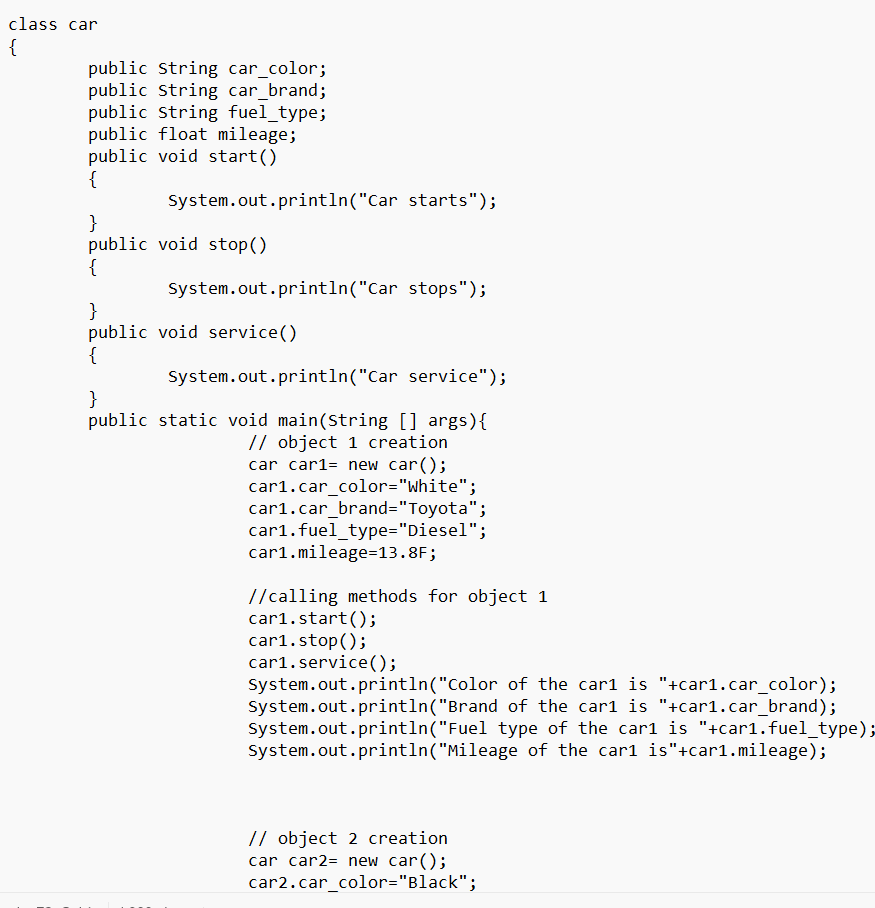 class car
{
public String car_color;
public String car_brand;
public String fuel_type;
public float mileage;
public void start()
{
System.out.println("Car starts");
}
public void stop()
{
System.out.println("Car stops");
}
public void service()
{
System.out.println("Car service");
}
public static void main(String [] args){
// object 1 creation
car car1= new car();
car1.car_color="White";
car1.car_brand="Toyota";
car1.fuel_type="Diesel";
car1.mileage=13.8F;
//calling methods for object 1
car1.start();
car1.stop();
car1.service();
System.out.println("Color of the car1 is "+car1.car_color);
System.out.println("Brand of the car1 is "+car1.car_brand);
System.out.println("Fuel type of the car1 is "+car1.fuel_type);
System.out.println("Mileage of the car1 is"+car1.mileage);
// object 2 creation
car car2= new car();
car2.car_color="Black";